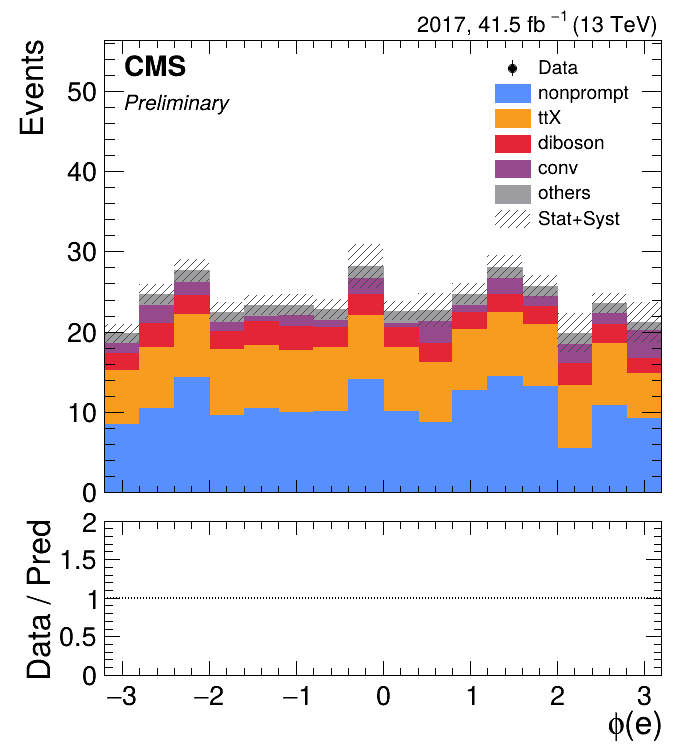 2017, 41.5 fb⁻¹ (13 TeV)
CMS
Preliminary
Data
nonprompt
ttX
diboson
conv
others
Stat+Syst
Events
50
40
30
20
10
0
Data / Pred
2
1.5
1
0.5
0
−3 −2 −1 0 1 2 3
ϕ(e)